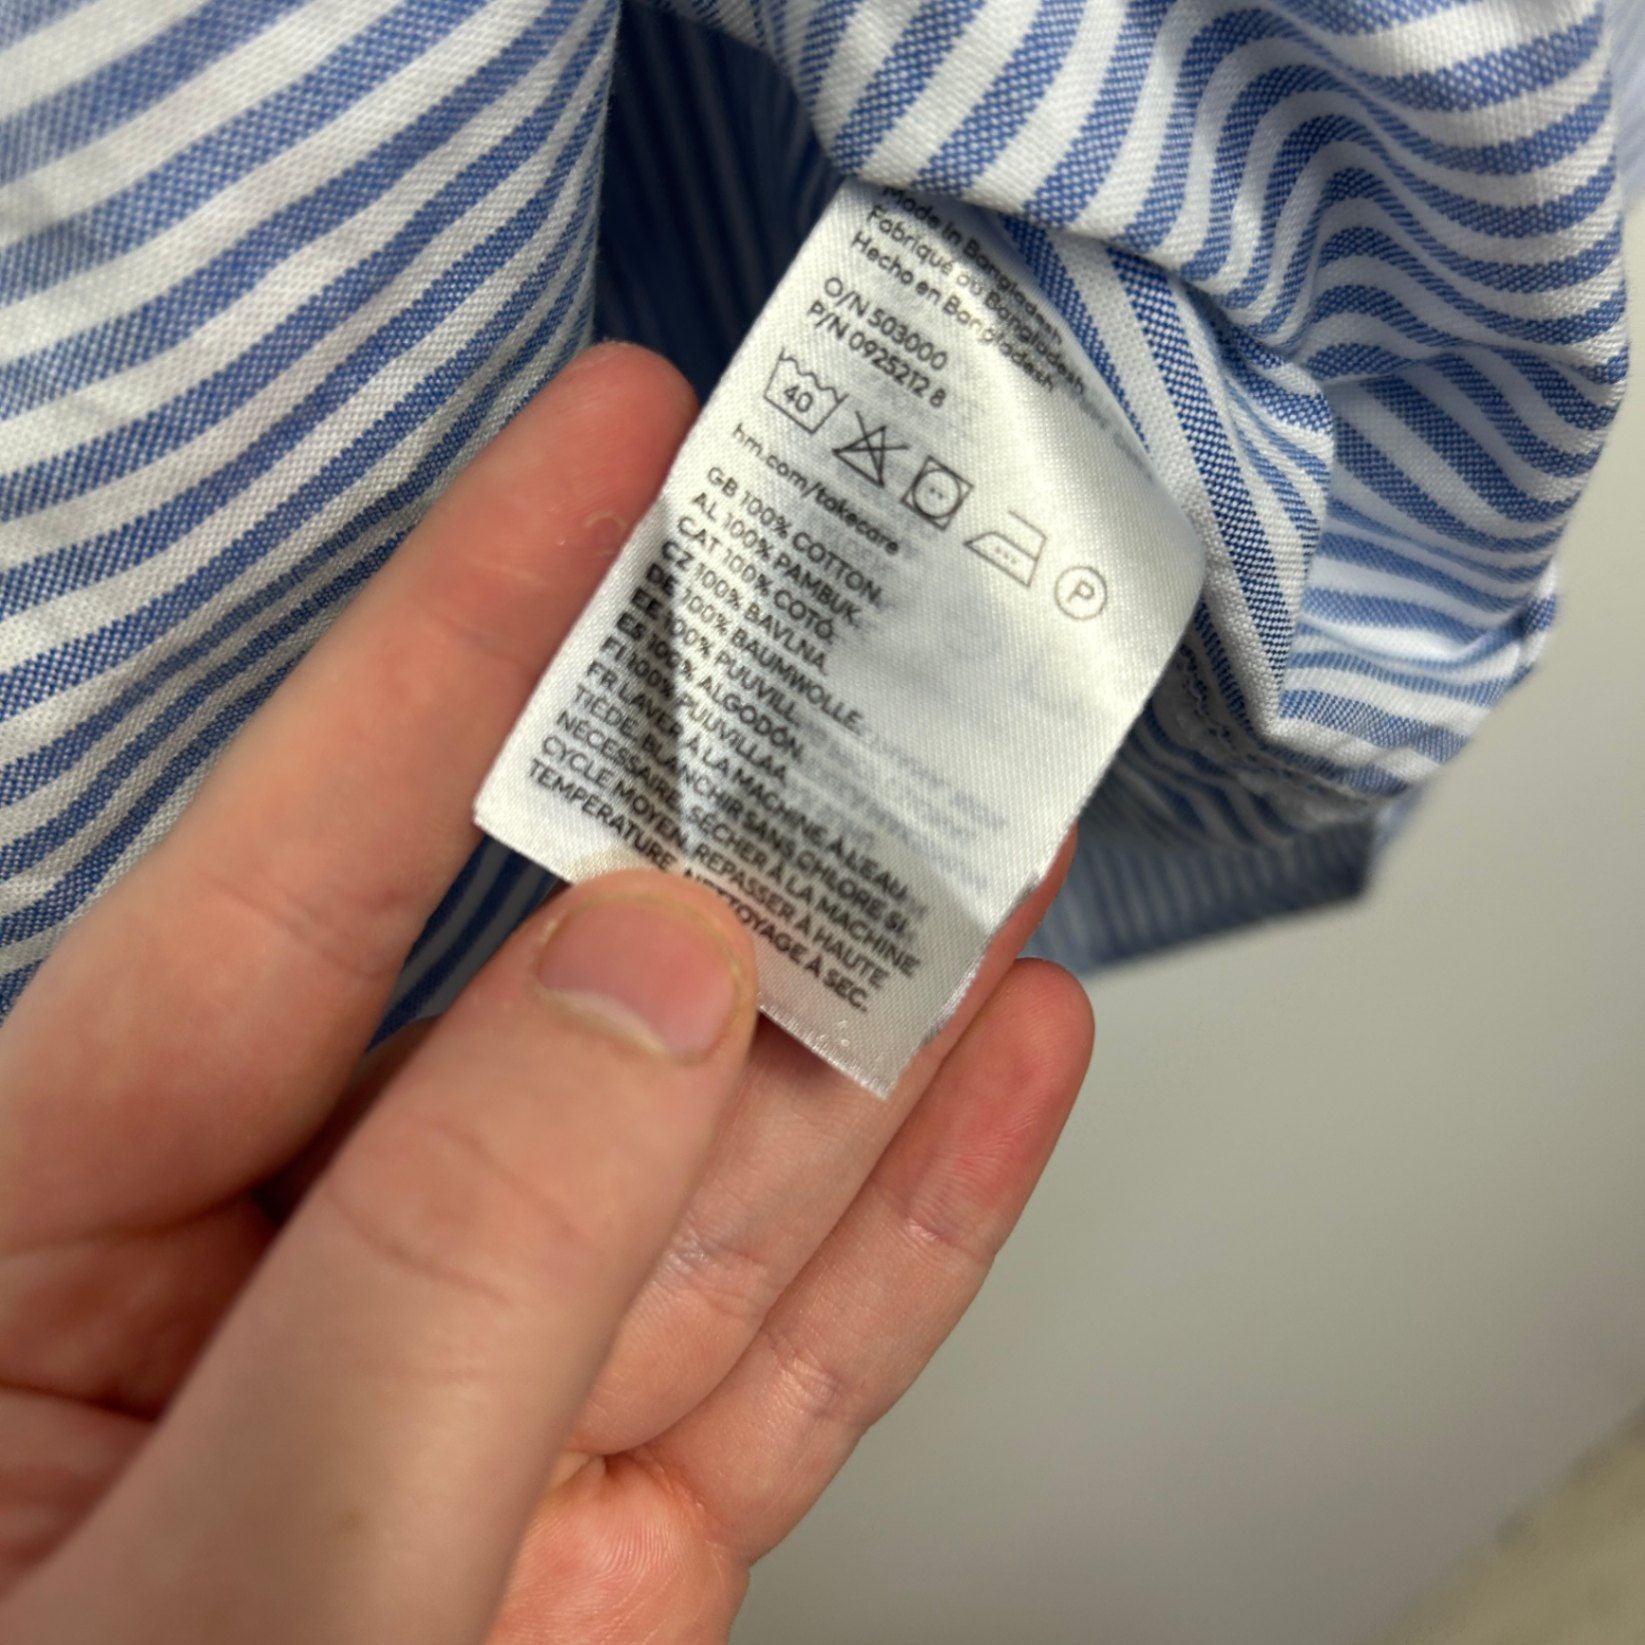 Made in Bangladesh
Fabriqué au Bangladesh
Hecho en Bangladesh
O/N 503000
P/N 0925212 8
40
P
hm.com/takecare
GB 100% COTTON.
AL 100% PAMBUK.
CAT 100% COTÓ.
CZ 100% BAVLNA.
DE 100% BAUMWOLLE.
EE 100% PUUVILL.
ES 100% ALGODÓN.
FI 100% PUUVILLAA.
FR LAVER À LA MACHINE À L'EAU
TIÈDE. BLANCHIR SANS CHLORE SI
NÉCESSAIRE. SÉCHER À LA MACHINE
CYCLE MOYEN. REPASSER À HAUTE
TEMPÉRATURE. NETTOYAGE À SEC.